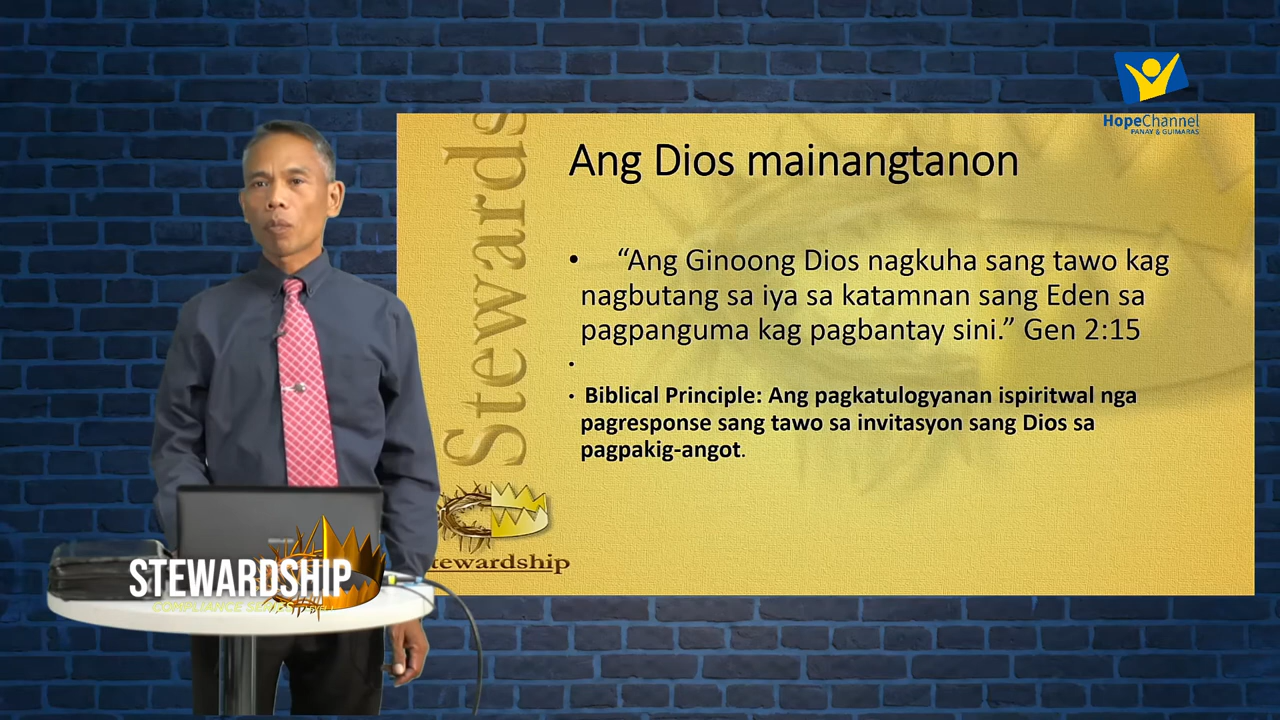 HopeChannel
PANAY & GUIMARAS
Stewards
Ang Dios mainangtanon
• “Ang Ginoong Dios nagkuha sang tawo kag
nagbutang sa iya sa katamnan sang Eden sa
pagpanguma kag pagbantay sini.” Gen 2:15
•
• Biblical Principle: Ang pagkatulogyanan ispiritwal nga
pagresponse sang tawo sa invitasyon sang Dios sa
pagpakig-angot.
tewardship
STEWARDSHIP
COMPLIANCE